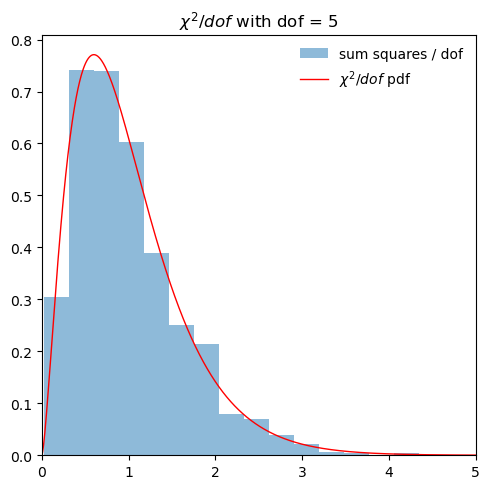 χ²/dof with dof = 5
sum squares / dof
χ²/dof pdf
0.8
0.7
0.6
0.5
0.4
0.3
0.2
0.1
0.0
0 1 2 3 4 5